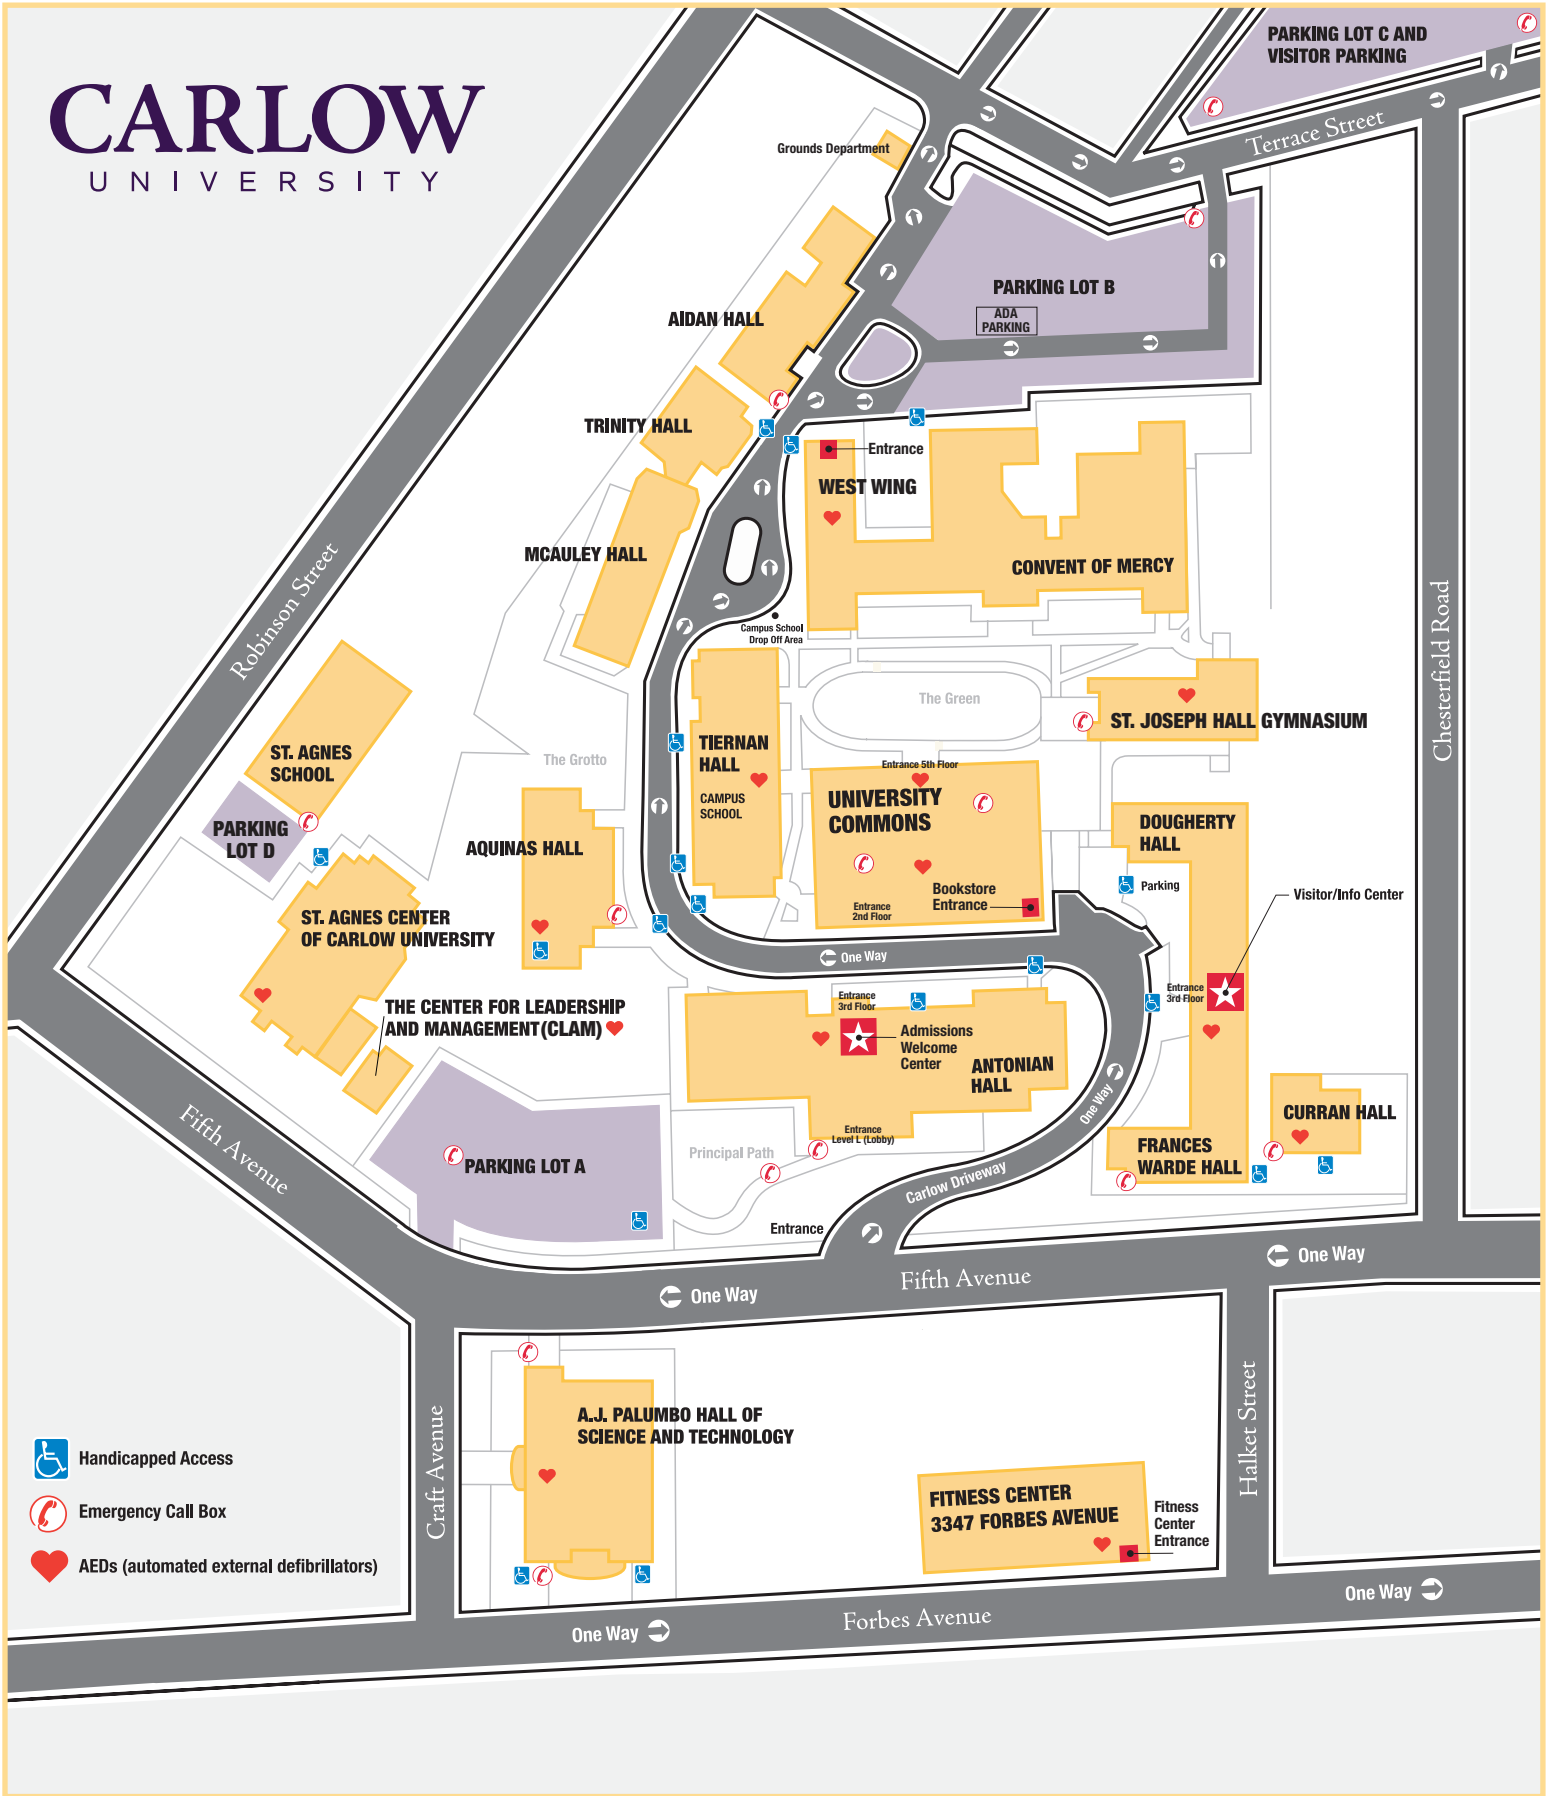 CARLOW
UNIVERSITY
PARKING LOT C AND
VISITOR PARKING
Terrace Street
Grounds Department
PARKING LOT B
ADA
PARKING
AIDAN HALL
TRINITY HALL
Entrance
WEST WING
MCAULEY HALL
CONVENT OF MERCY
Robinson Street
Chesterfield Road
Campus School
Drop Off Area
The Green
ST. JOSEPH HALL GYMNASIUM
ST. AGNES
SCHOOL
The Grotto
TIERNAN
HALL
CAMPUS
SCHOOL
Entrance 5th Floor
UNIVERSITY
COMMONS
PARKING
LOT D
AQUINAS HALL
DOUGHERTY
HALL
Parking
Bookstore
Entrance
Entrance
2nd Floor
Visitor/Info Center
ST. AGNES CENTER
OF CARLOW UNIVERSITY
One Way
Entrance
3rd Floor
Entrance
3rd Floor
THE CENTER FOR LEADERSHIP
AND MANAGEMENT (CLAM)
Admissions
Welcome
Center
ANTONIAN
HALL
One Way
CURRAN HALL
Fifth Avenue
Entrance
Level L (Lobby)
Principal Path
PARKING LOT A
FRANCES
WARDE HALL
Carlow Driveway
Entrance
Fifth Avenue
One Way
One Way
A.J. PALUMBO HALL OF
SCIENCE AND TECHNOLOGY
Craft Avenue
Halket Street
Handicapped Access
Emergency Call Box
AEDs (automated external defibrillators)
FITNESS CENTER
3347 FORBES AVENUE
Fitness
Center
Entrance
One Way
Forbes Avenue
One Way